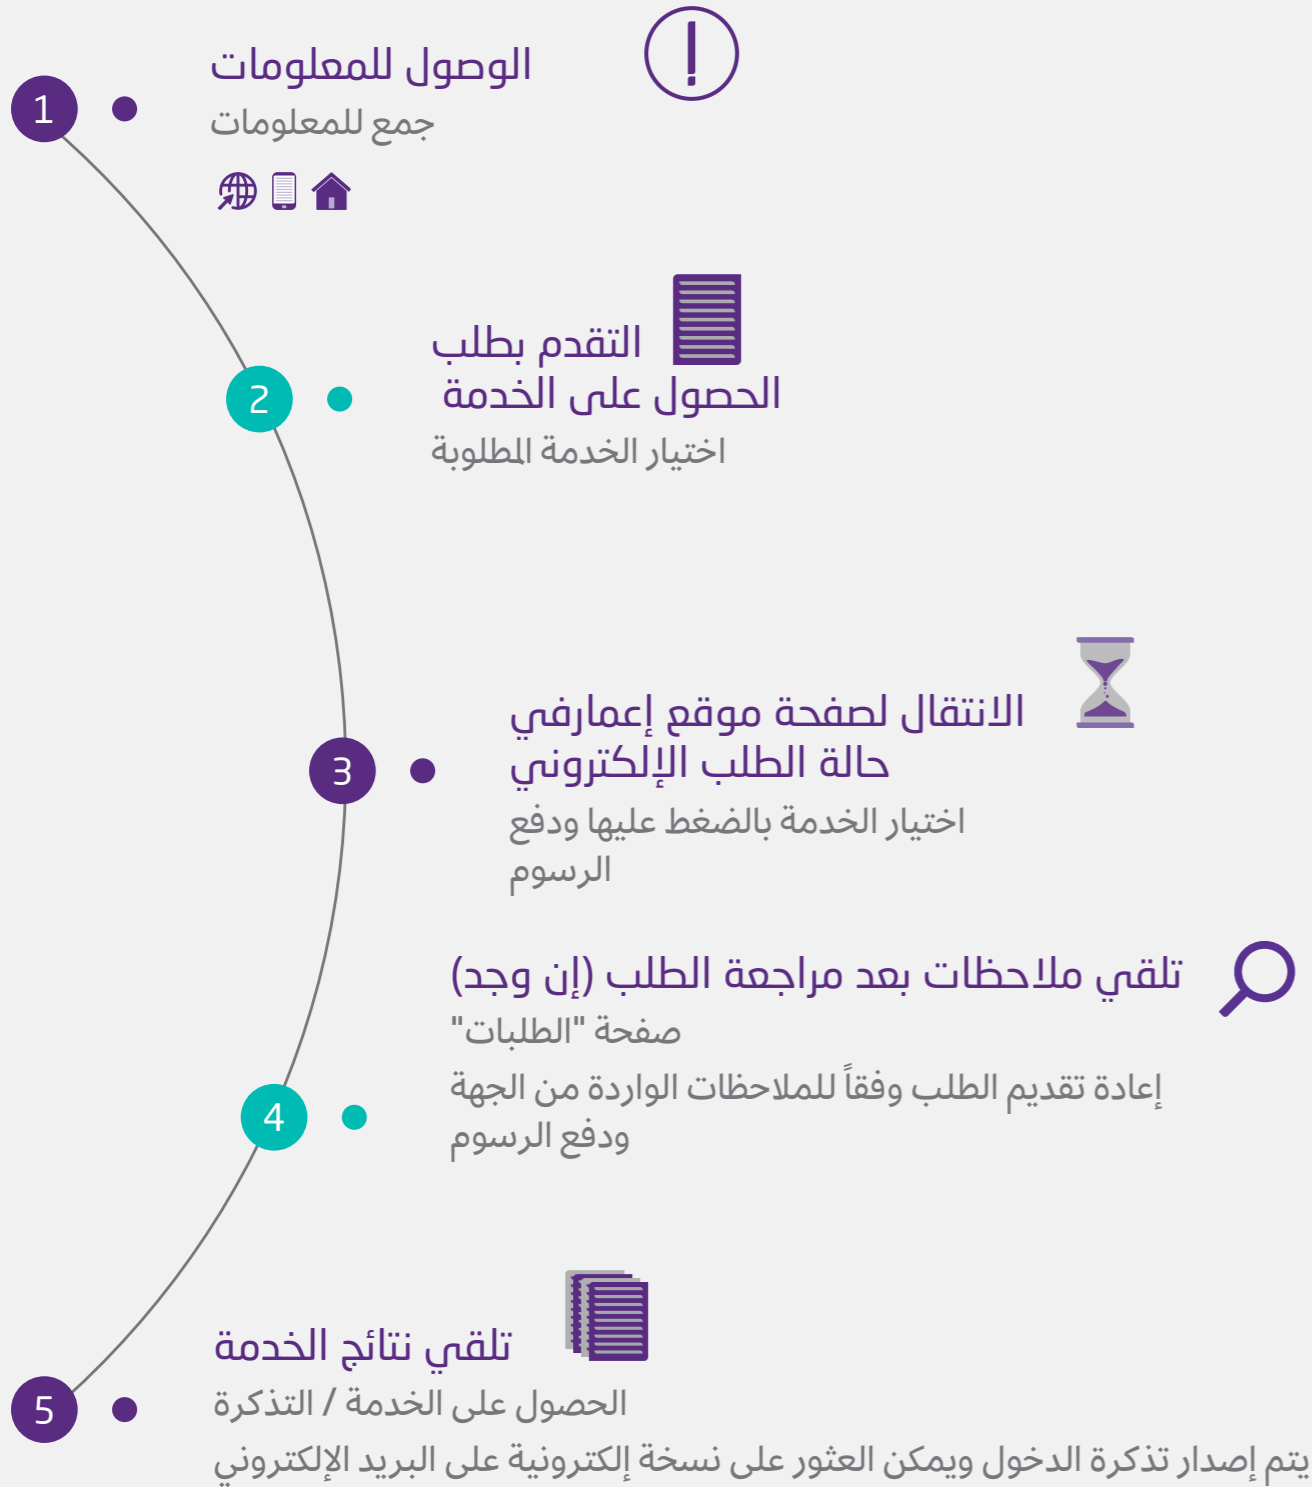 1
الوصول للمعلومات
جمع للمعلومات
2
التقدم بطلب
الحصول على الخدمة
اختيار الخدمة المطلوبة
3
الانتقال لصفحة موقع إعمارفي
حالة الطلب الإلكتروني
اختيار الخدمة بالضغط عليها ودفع
الرسوم
4
تلقي ملاحظات بعد مراجعة الطلب (إن وجد)
صفحة "الطلبات"
إعادة تقديم الطلب وفقاً للملاحظات الواردة من الجهة
ودفع الرسوم
5
تلقي نتائج الخدمة
الحصول على الخدمة / التذكرة
يتم إصدار تذكرة الدخول ويمكن العثور على نسخة إلكترونية على البريد الإلكتروني